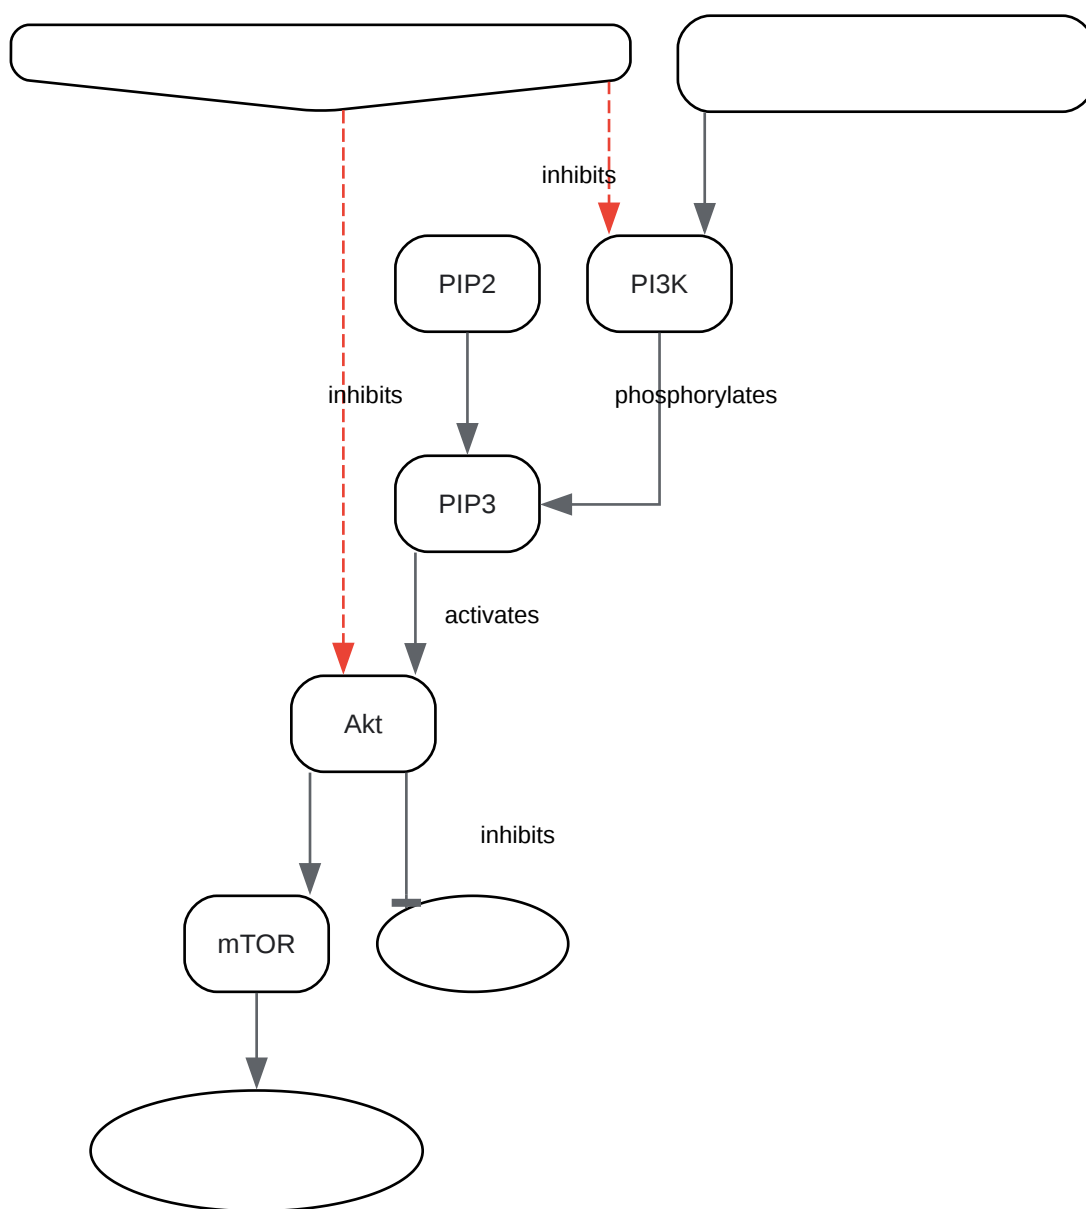 inhibits
PIP2
PI3K
inhibits
phosphorylates
PIP3
activates
Akt
inhibits
mTOR